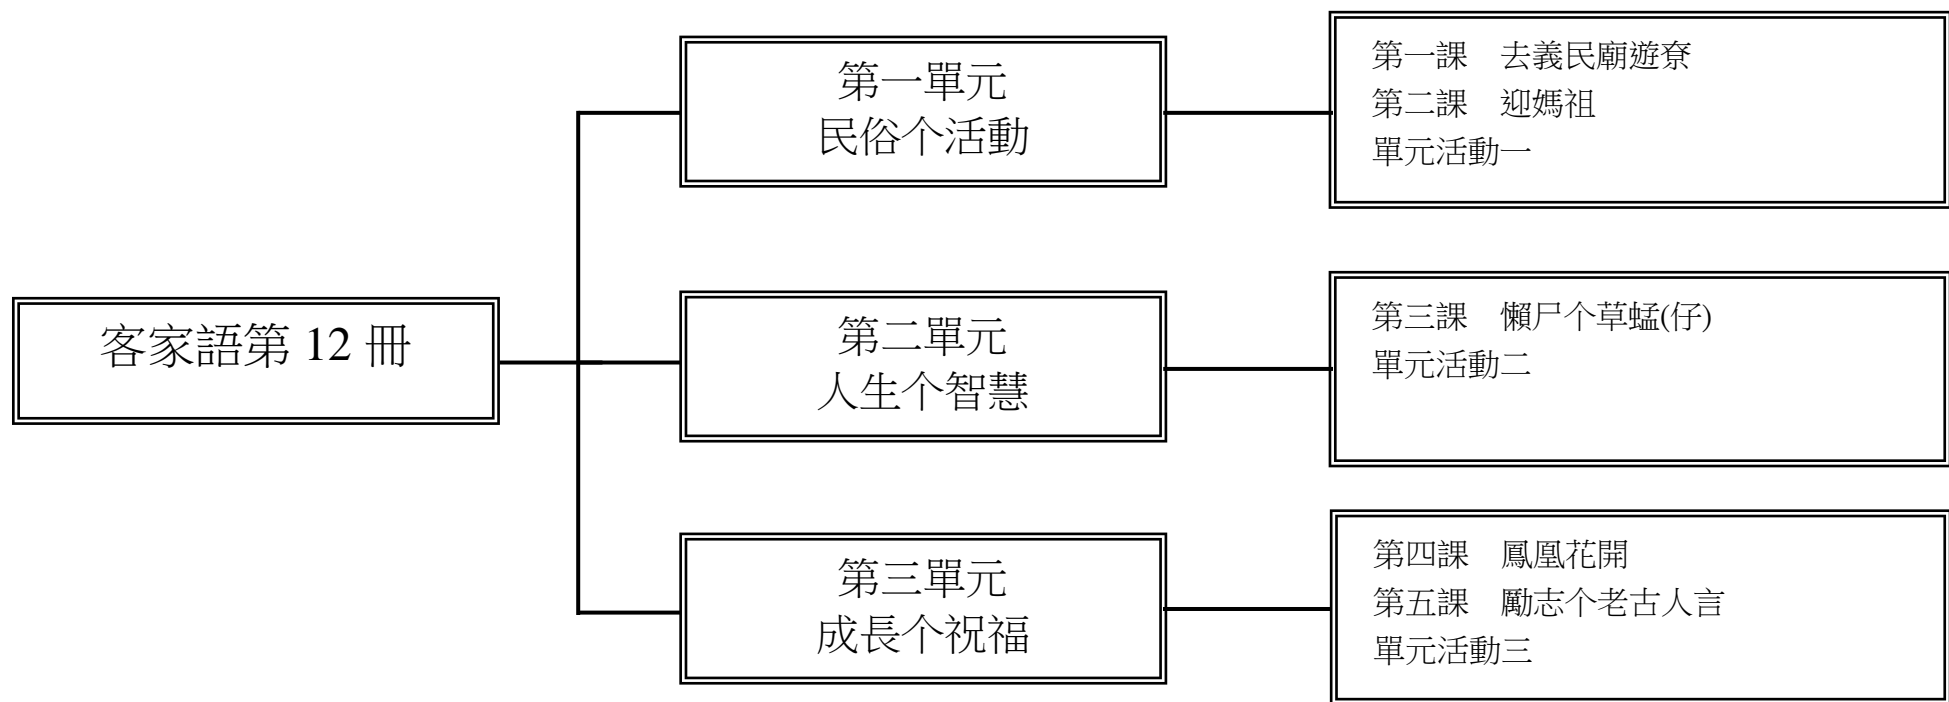 客家語第 12 冊
第一單元
民俗个活動
第一課　去義民廟遊尞
第二課　迎媽祖
單元活動一
第二單元
人生个智慧
第三課　懶尸个草蜢(仔)
單元活動二
第三單元
成長个祝福
第四課　鳳凰花開
第五課　勵志个老古人言
單元活動三